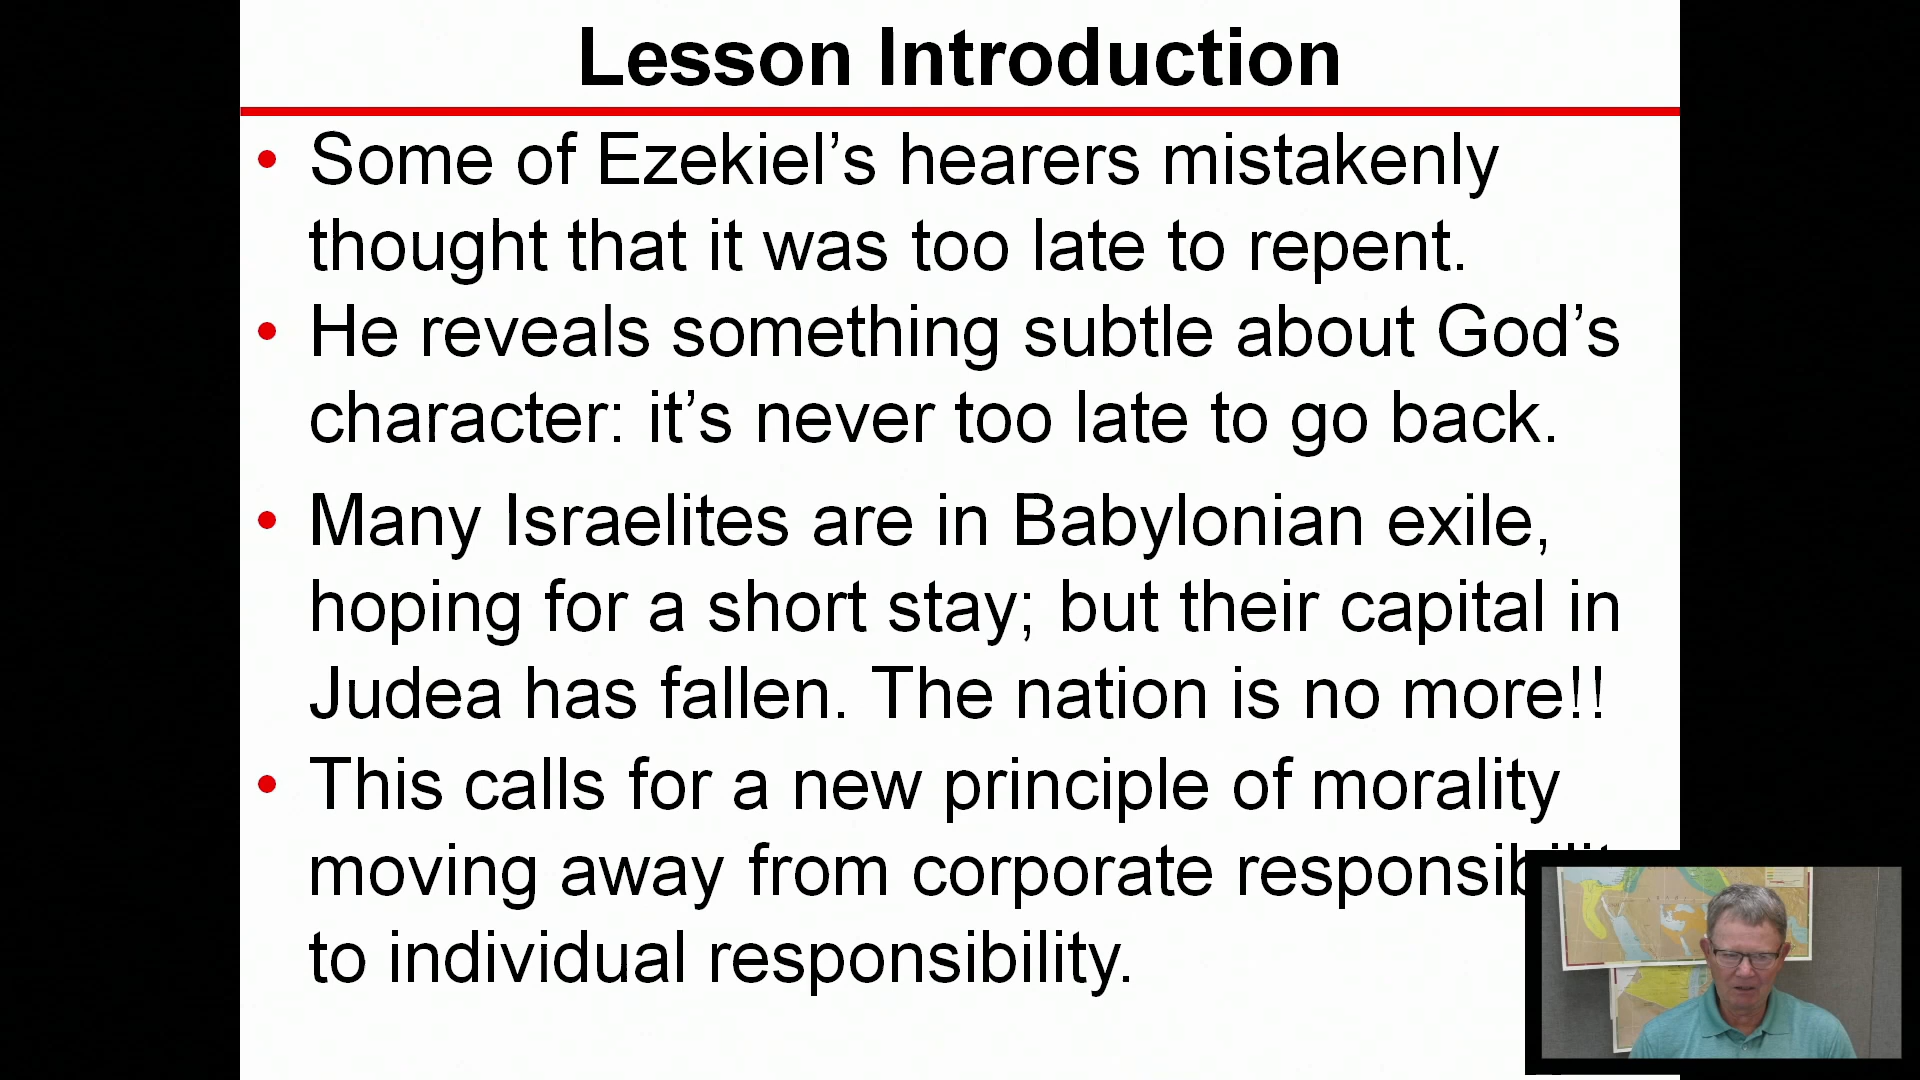 Lesson Introduction
• Some of Ezekiel’s hearers mistakenly
thought that it was too late to repent.
• He reveals something subtle about God’s
character: it’s never too late to go back.
• Many Israelites are in Babylonian exile,
hoping for a short stay; but their capital in
Judea has fallen. The nation is no more!!
• This calls for a new principle of morality
moving away from corporate
to individual responsibility.